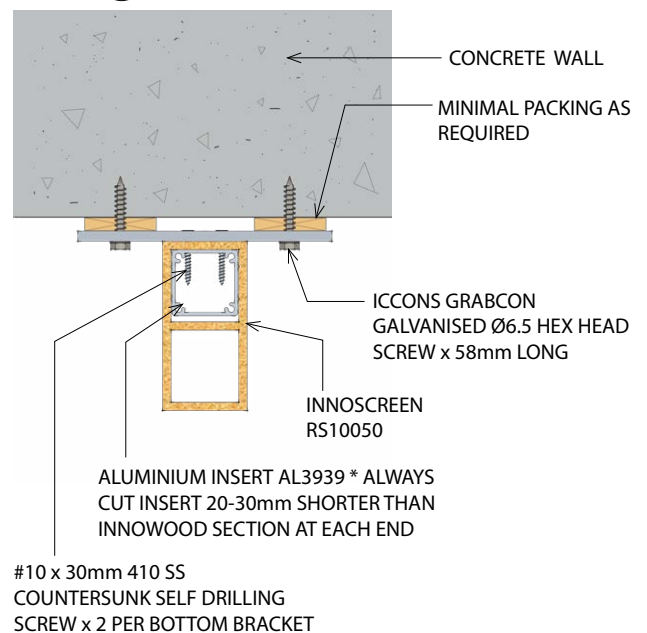 CONCRETE WALL
MINIMAL PACKING AS
REQUIRED
ICCONS GRABCON
GALVANISED Ø6.5 HEX HEAD
SCREW x 58mm LONG
INNOSCREEN
RS10050
ALUMINIUM INSERT AL3939 * ALWAYS
CUT INSERT 20-30mm SHORTER THAN
INNOWOOD SECTION AT EACH END
#10 x 30mm 410 SS
COUNTERSUNK SELF DRILLING
SCREW x 2 PER BOTTOM BRACKET